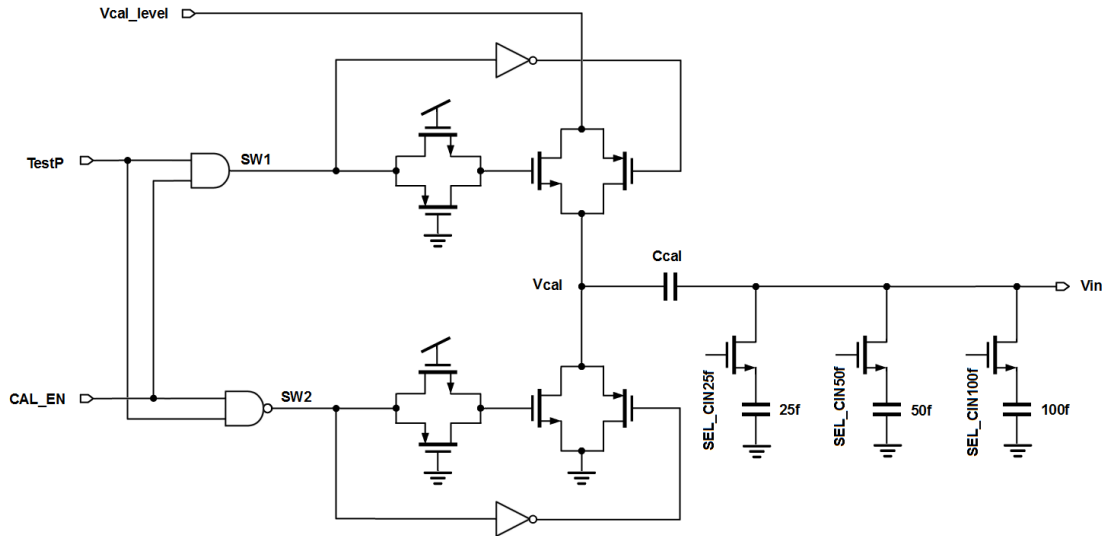 Vcal_level
TestP
SW1
Ccal
Vcal
Vin
CAL_EN
SW2
SEL_CIN25f
25f
SEL_CIN50f
50f
SEL_CIN100f
100f